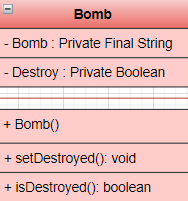 Bomb
- Bomb : Private Final String
- Destroy : Private Boolean
+ Bomb()
+ setDestroyed(): void
+ isDestroyed(): boolean